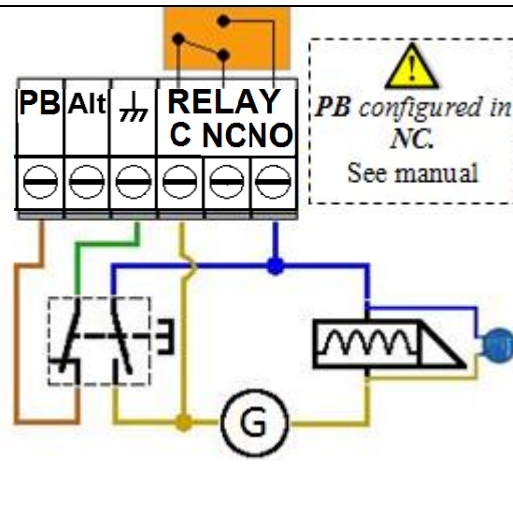 PB Alt RELAY
C NC NO
PB configured in
NC.
See manual
G